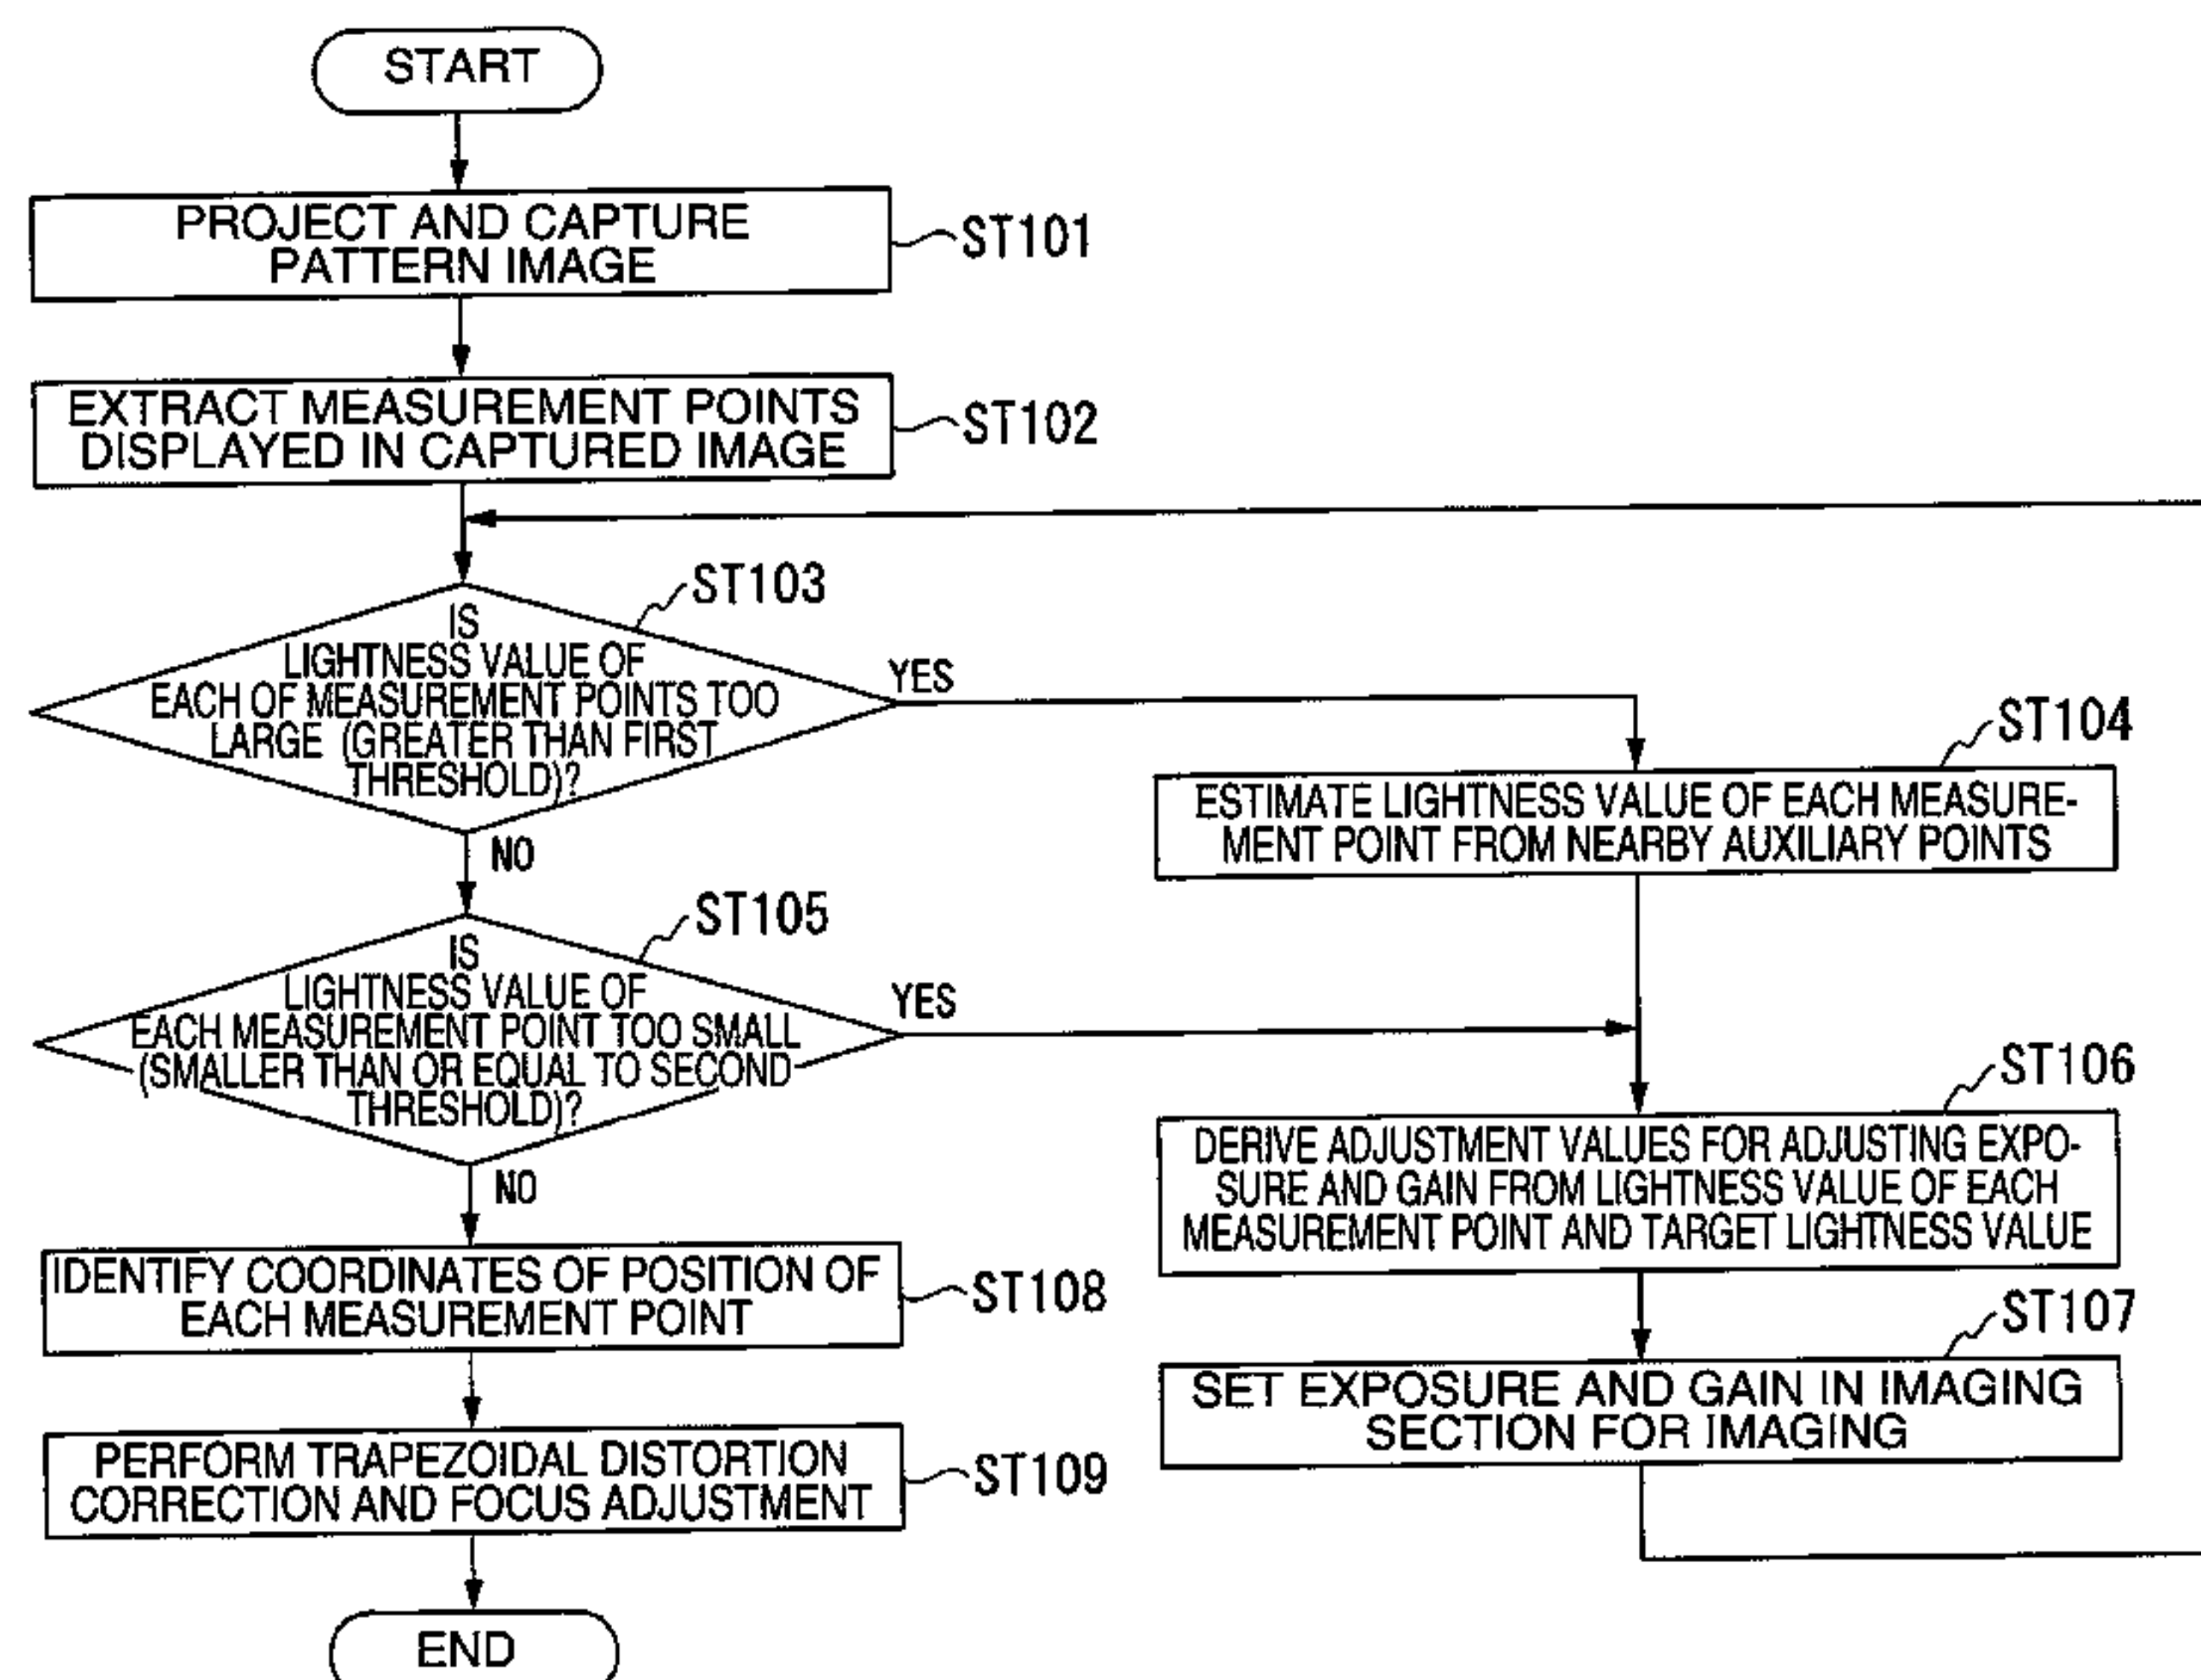 START
PROJECT AND CAPTURE
PATTERN IMAGE
ST101
EXTRACT MEASUREMENT POINTS
DISPLAYED IN CAPTURED IMAGE
ST102
ST103
IS
LIGHTNESS VALUE OF
EACH OF MEASUREMENT POINTS TOO
LARGE (GREATER THAN FIRST
THRESHOLD)?
YES
NO
ST104
ESTIMATE LIGHTNESS VALUE OF EACH MEASURE-
MENT POINT FROM NEARBY AUXILIARY POINTS
ST105
IS
LIGHTNESS VALUE OF
EACH MEASUREMENT POINT TOO SMALL
(SMALLER THAN OR EQUAL TO SECOND
THRESHOLD)?
YES
NO
ST106
DERIVE ADJUSTMENT VALUES FOR ADJUSTING EXPO-
SURE AND GAIN FROM LIGHTNESS VALUE OF EACH
MEASUREMENT POINT AND TARGET LIGHTNESS VALUE
ST107
SET EXPOSURE AND GAIN IN IMAGING
SECTION FOR IMAGING
IDENTIFY COORDINATES OF POSITION OF
EACH MEASUREMENT POINT
ST108
PERFORM TRAPEZOIDAL DISTORTION
CORRECTION AND FOCUS ADJUSTMENT
ST109
END